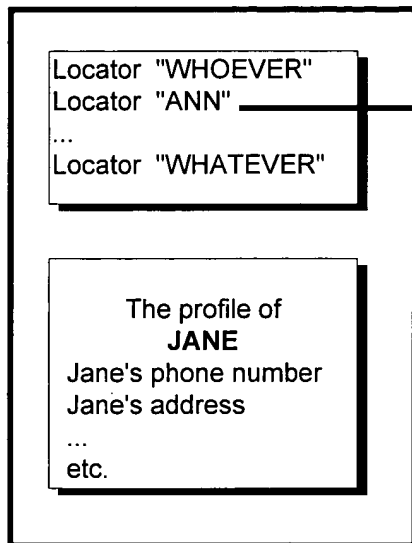 Locator "WHOEVER"
Locator "ANN"
...
Locator "WHATEVER"
The profile of
JANE
Jane's phone number
Jane's address
...
etc.